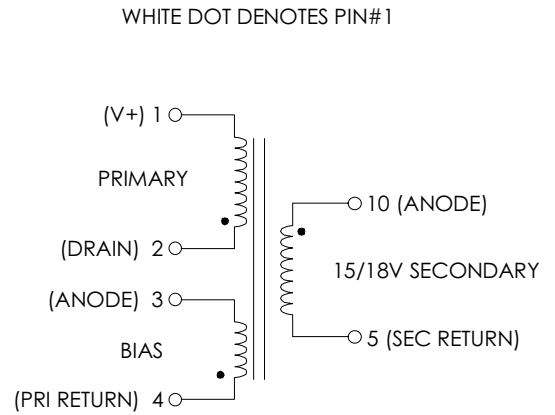 WHITE DOT DENOTES PIN#1
(V+) 1
PRIMARY
(DRAIN) 2
10 (ANODE)
15/18V SECONDARY
(ANODE) 3
BIAS
5 (SEC RETURN)
(PRI RETURN) 4